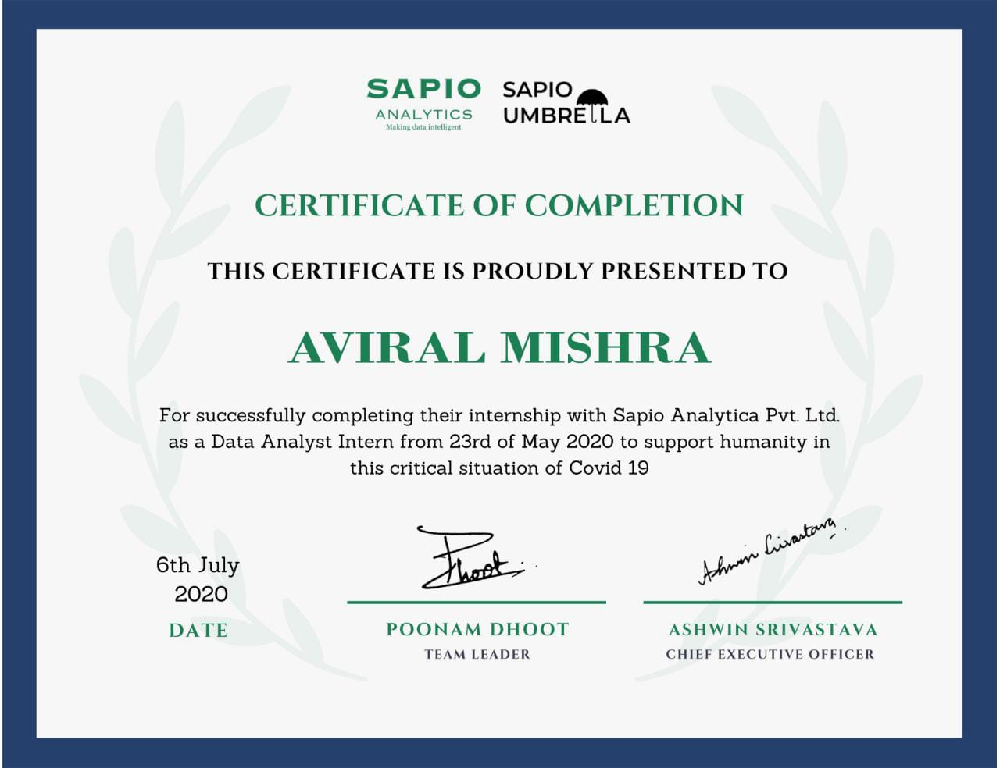 SAPIO
ANALYTICS
Making data intelligent
SAPIO
UMBRELLA
CERTIFICATE OF COMPLETION
THIS CERTIFICATE IS PROUDLY PRESENTED TO
AVIRAL MISHRA
For successfully completing their internship with Sapio Analytica Pvt. Ltd.
as a Data Analyst Intern from 23rd of May 2020 to support humanity in
this critical situation of Covid 19
6th July
2020
DATE
Dhoot
POONAM DHOOT
TEAM LEADER
Ashwin Srivastava
ASHWIN SRIVASTAVA
CHIEF EXECUTIVE OFFICER